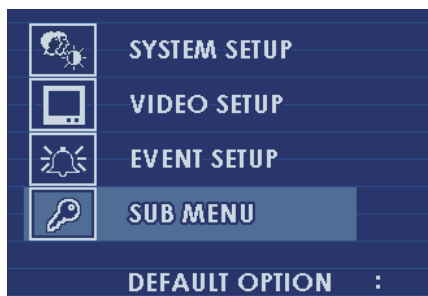 SYSTEM SETUP
VIDEO SETUP
EVENT SETUP
SUB MENU
DEFAULT OPTION :